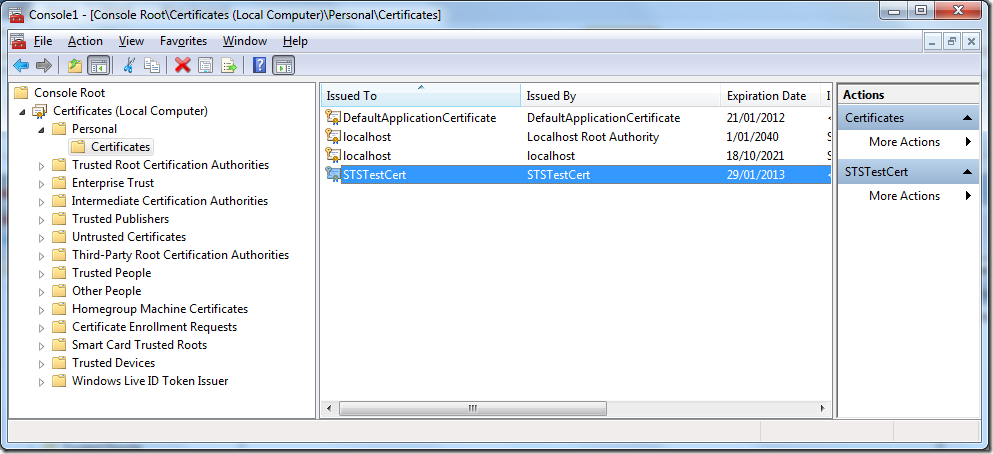 Console1 - [Console Root\Certificates (Local Computer)\Personal\Certificates]
File Action View Favorites Window Help
Console Root
Certificates (Local Computer)
Personal
Certificates
Trusted Root Certification Authorities
Enterprise Trust
Intermediate Certification Authorities
Trusted Publishers
Untrusted Certificates
Third-Party Root Certification Authorities
Trusted People
Other People
Homegroup Machine Certificates
Certificate Enrollment Requests
Smart Card Trusted Roots
Trusted Devices
Windows Live ID Token Issuer
Issued To Issued By Expiration Date
DefaultApplicationCertificate DefaultApplicationCertificate 21/01/2012
localhost Localhost Root Authority 1/01/2040
localhost localhost 18/10/2021
STSTestCert STSTestCert 29/01/2013
Actions
Certificates
More Actions
STSTestCert
More Actions